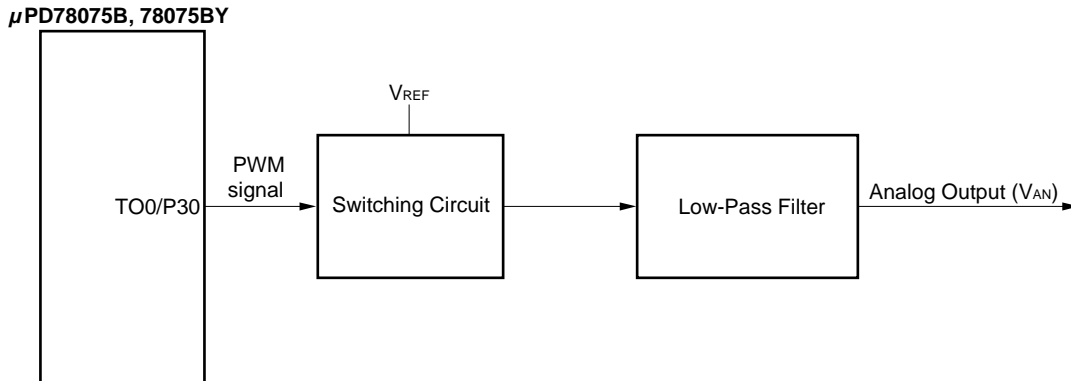 μPD78075B, 78075BY
VREF
PWM
signal
TO0/P30
Switching Circuit
Low-Pass Filter
Analog Output (VAN)